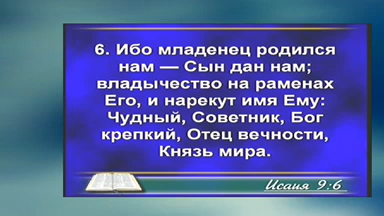 6. Ибо младенец родился
нам — Сын дан нам;
владычество на раменах
Его, и нарекут имя Ему:
Чудный, Советник, Бог
крепкий, Отец вечности,
Князь мира.
Исаия 9:6